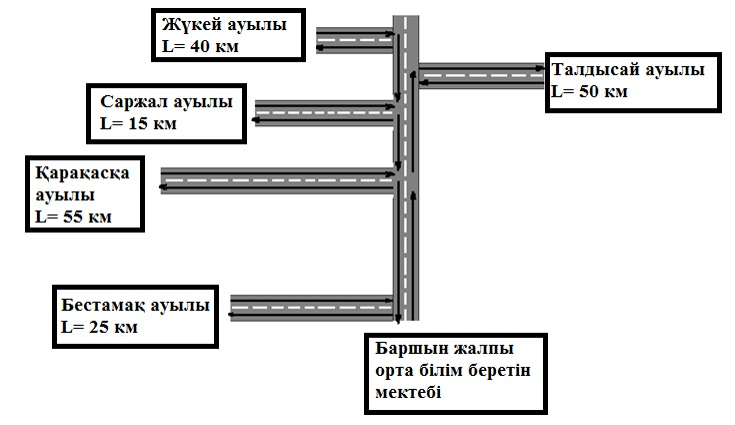 Жүкей ауылы
L= 40 км
Талдысай ауылы
L= 50 км
Саржал ауылы
L= 15 км
Қарақасқа
ауылы
L= 55 км
Бестамақ ауылы
L= 25 км
Баршын жалпы
орта білім беретін
мектебі